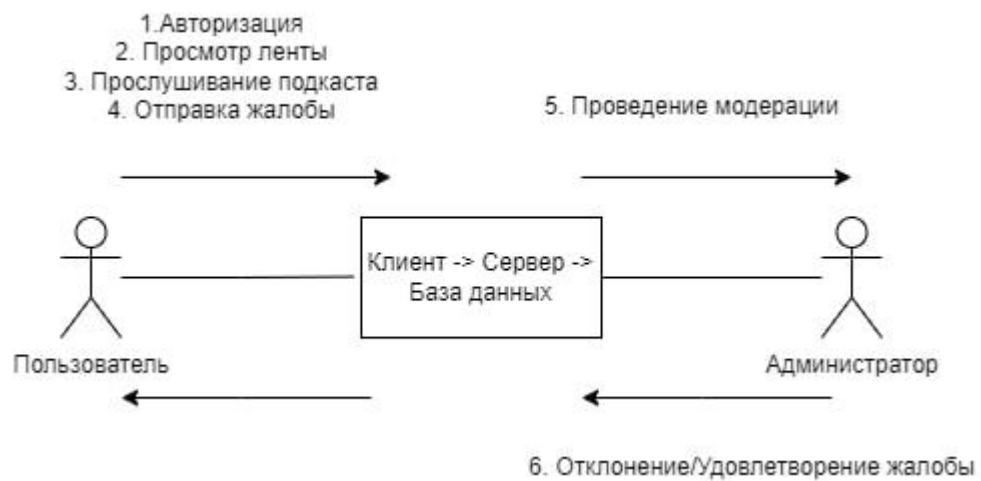 1.Авторизация
2. Просмотр ленты
3. Прослушивание подкаста
4. Отправка жалобы
5. Проведение модерации
Клиент -> Сервер ->
База данных
Пользователь
Администратор
6. Отклонение/Удовлетворение жалобы